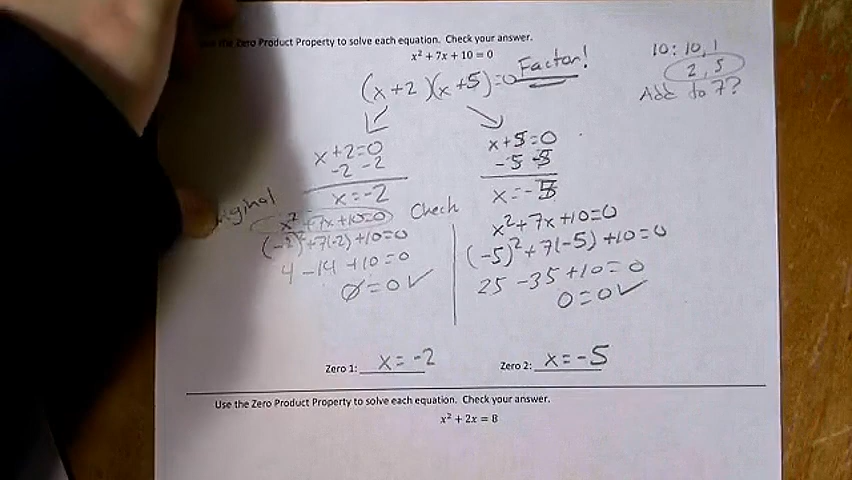 the Zero Product Property to solve each equation. Check your answer.
x² + 7x + 10 = 0
10: 10, 1
2, 5
Add to 7?
(x+2)(x+5)=0 Factor!
x+2=0
-2 -2
x=-2
x+5=0
-5 -5
x=-5
x²+7x+10=0 Check
(-2)²+7(-2)+10=0
4-14+10=0
0=0✓
x²+7x+10=0
(-5)²+7(-5)+10=0
25-35+10=0
0=0✓
Zero 1: x=-2 Zero 2: x=-5
Use the Zero Product Property to solve each equation. Check your answer.
x² + 2x = 8